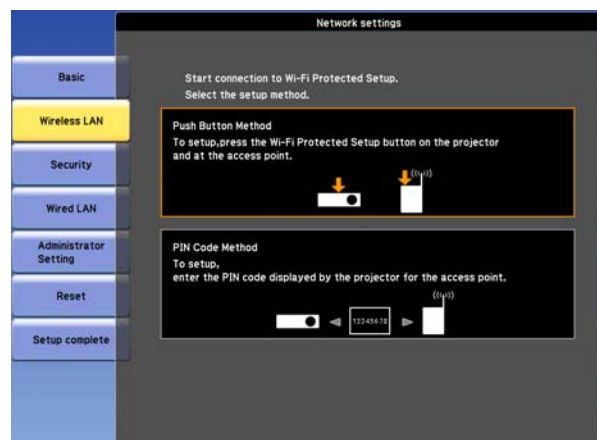 Network settings
Basic
Wireless LAN
Security
Wired LAN
Administrator
Setting
Reset
Setup complete
Start connection to Wi-Fi Protected Setup.
Select the setup method.
Push Button Method
To setup,press the Wi-Fi Protected Setup button on the projector
and at the access point.
PIN Code Method
To setup,
enter the PIN code displayed by the projector for the access point.
12345678